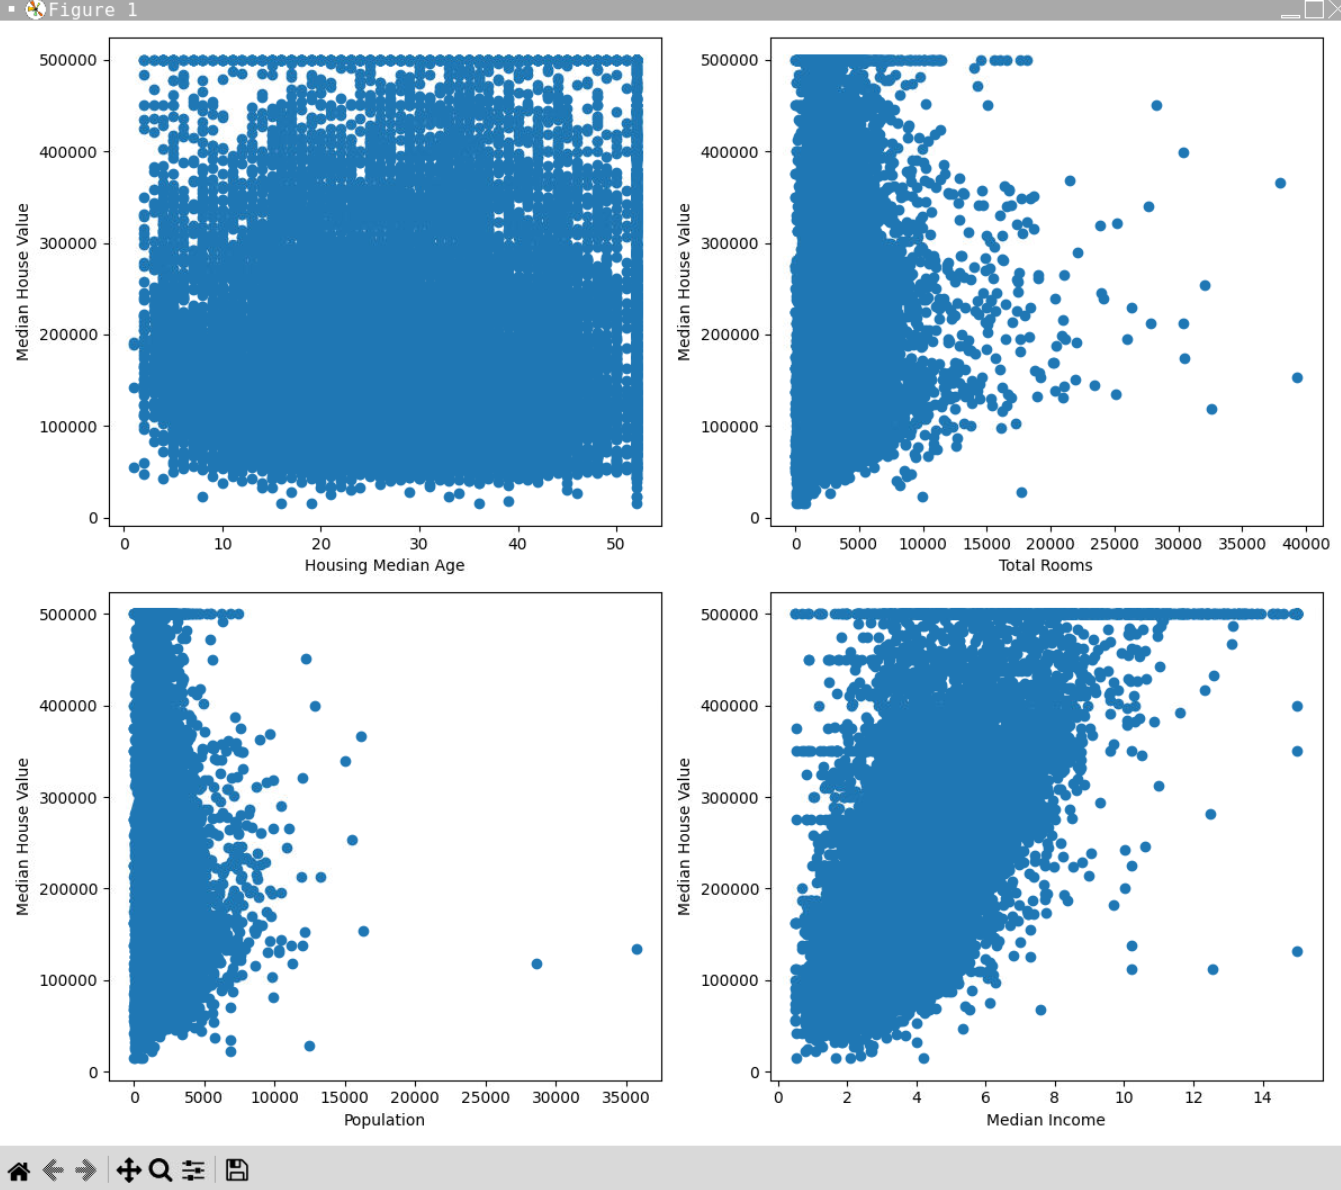 Figure 1
500000
400000
300000
200000
100000
0
Median House Value
0 10 20 30 40 50
Housing Median Age
500000
400000
300000
200000
100000
0
Median House Value
0 5000 10000 15000 20000 25000 30000 35000 40000
Total Rooms
500000
400000
300000
200000
100000
0
Median House Value
0 5000 10000 15000 20000 25000 30000 35000
Population
500000
400000
300000
200000
100000
0
Median House Value
0 2 4 6 8 10 12 14
Median Income